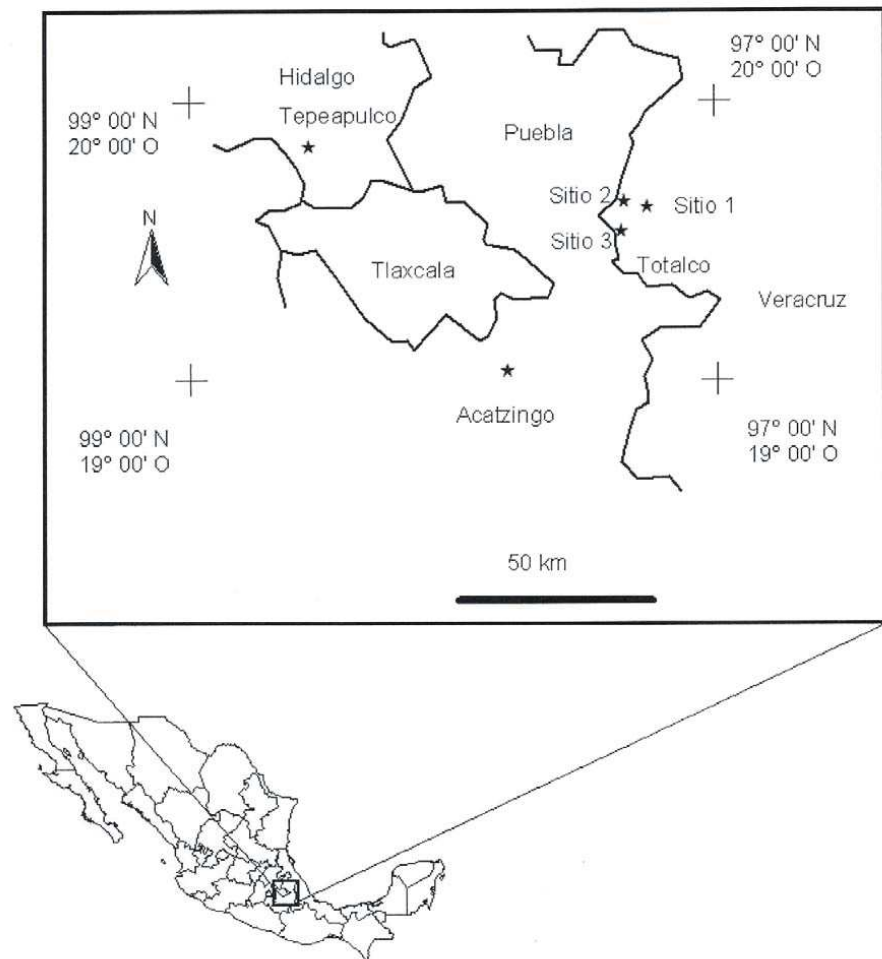 97° 00' N
20° 00' O
Hidalgo
Tepeapulco
99° 00' N
20° 00' O
Puebla
Sitio 2
Sitio 1
N
Sitio 3
Tlaxcala
Totalco
Veracruz
Acatzingo
99° 00' N
19° 00' O
97° 00' N
19° 00' O
50 km